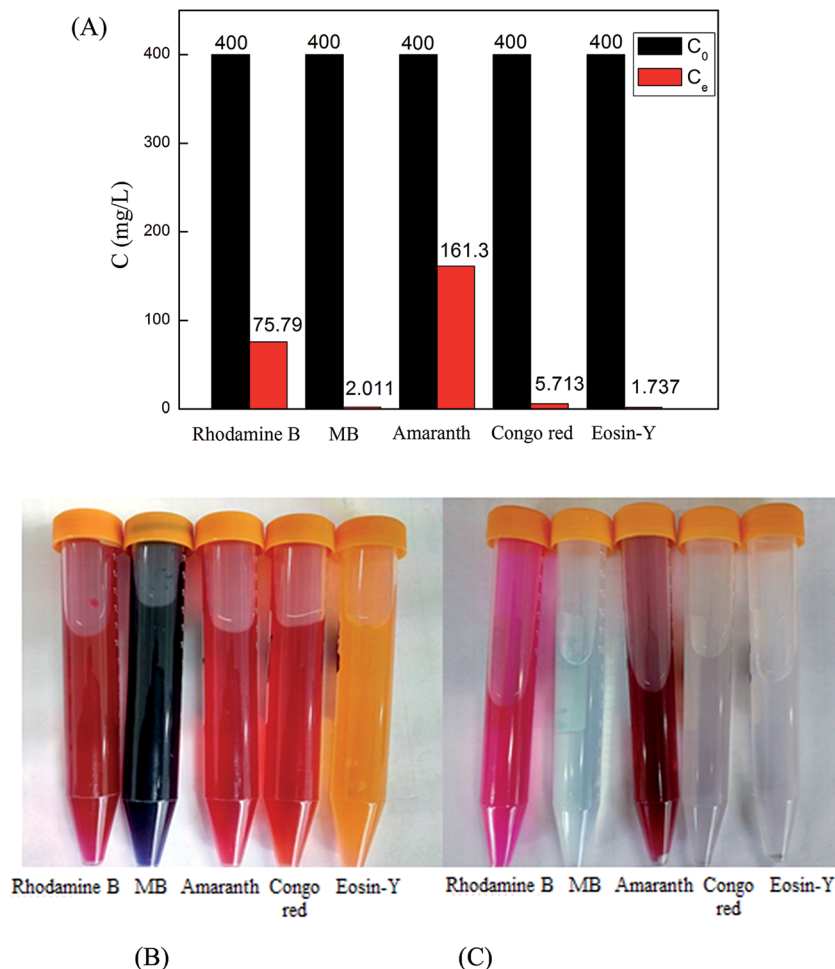 (A)
400 400 400 400 400
C0
Ce
400
300
200
100
0
C (mg/L)
75.79
2.011
161.3
5.713
1.737
Rhodamine B MB Amaranth Congo red Eosin-Y
Rhodamine B MB Amaranth Congo red Eosin-Y
Rhodamine B MB Amaranth Congo red Eosin-Y
(B) (C)